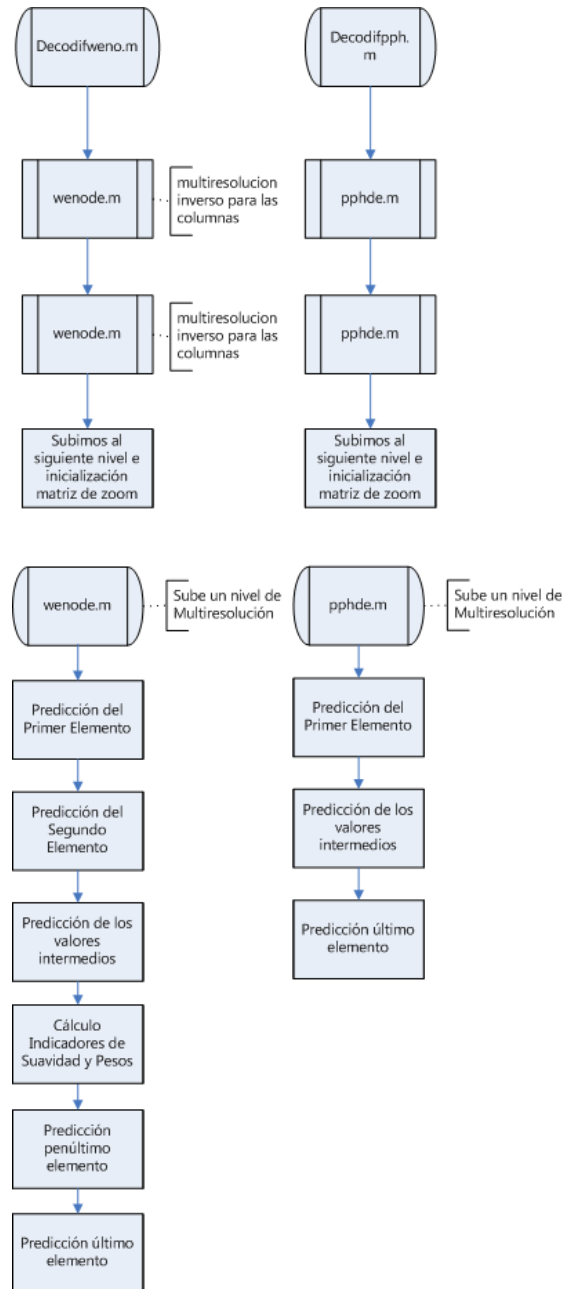 Decodifweno.m
wenode.m
multiresolucion
inverso para las
columnas
wenode.m
multiresolucion
inverso para las
columnas
Subimos al
siguiente nivel e
inicialización
matriz de zoom
Decodifpph.
m
pphde.m
pphde.m
Subimos al
siguiente nivel e
inicialización
matriz de zoom
wenode.m
Sube un nivel de
Multiresolución
Predicción del
Primer Elemento
Predicción del
Segundo
Elemento
Predicción de los
valores
intermedios
Cálculo
Indicadores de
Suavidad y Pesos
Predicción
penúltimo
elemento
Predicción último
elemento
pphde.m
Sube un nivel de
Multiresolución
Predicción del
Primer Elemento
Predicción de los
valores
intermedios
Predicción último
elemento